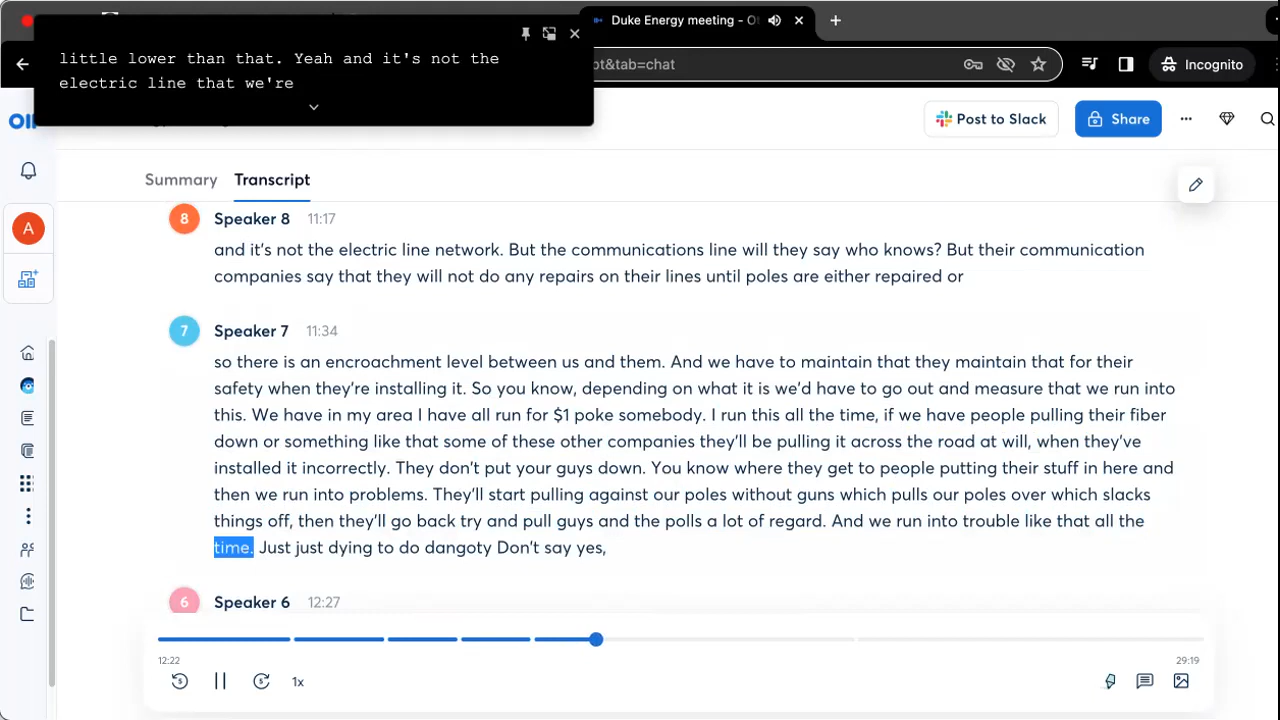 little lower than that. Yeah and it's not the
electric line that we're
Duke Energy meeting - Ot
ot&tab=chat
Incognito
Post to Slack
Share
A
Summary
Transcript
8 Speaker 8 11:17
and it's not the electric line network. But the communications line will they say who knows? But their communication
companies say that they will not do any repairs on their lines until poles are either repaired or
7 Speaker 7 11:34
so there is an encroachment level between us and them. And we have to maintain that they maintain that for their
safety when they're installing it. So you know, depending on what it is we'd have to go out and measure that we run into
this. We have in my area I have all run for $1 poke somebody. I run this all the time, if we have people pulling their fiber
down or something like that some of these other companies they'll be pulling it across the road at will, when they've
installed it incorrectly. They don't put your guys down. You know where they get to people putting their stuff in here and
then we run into problems. They'll start pulling against our poles without guns which pulls our poles over which slacks
things off, then they'll go back try and pull guys and the polls a lot of regard. And we run into trouble like that all the
time. Just just dying to do dangoty Don't say yes,
6 Speaker 6 12:27
12:22
29:19
5
5
1x